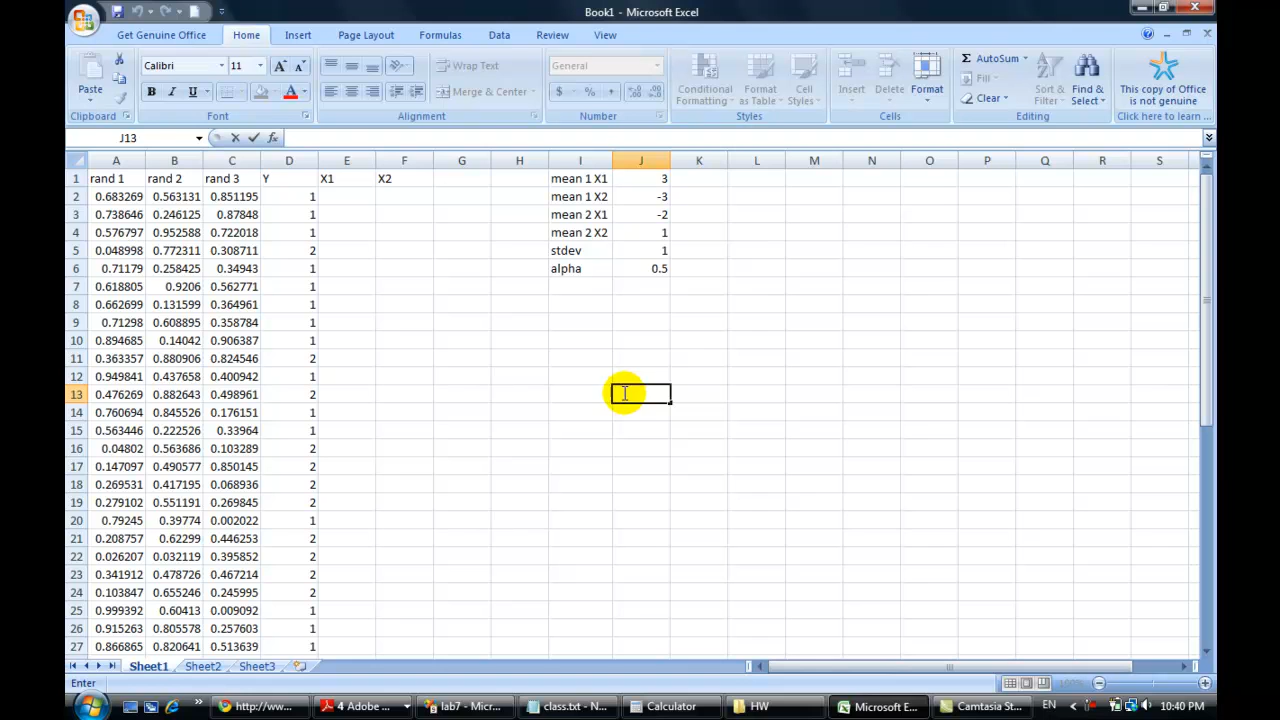 Book1 - Microsoft Excel
Get Genuine Office Home Insert Page Layout Formulas Data Review View
Paste Calibri 11 B I U A Wrap Text Merge & Center General $ % , Conditional Formatting Format as Table Cell Styles Insert Delete Format AutoSum Fill Clear Sort & Filter Find & Select This copy of Office is not genuine
Clipboard Font Alignment Number Styles Cells Editing Click here to learn ...
J13 fx
A B C D E F G H I J K L M N O P Q R S
1 rand 1 rand 2 rand 3 Y X1 X2 mean 1 X1 3
2 0.683269 0.563131 0.851195 1 mean 1 X2 -3
3 0.738646 0.246125 0.87848 1 mean 2 X1 -2
4 0.576797 0.952588 0.722018 1 mean 2 X2 1
5 0.048998 0.772311 0.308711 2 stdev 1
6 0.71179 0.258425 0.34943 1 alpha 0.5
7 0.618805 0.9206 0.562771 1
8 0.662699 0.131599 0.364961 1
9 0.71298 0.608895 0.358784 1
10 0.894685 0.14042 0.906387 1
11 0.363357 0.880906 0.824546 2
12 0.949841 0.437658 0.400942 1
13 0.476269 0.882643 0.498961 2
14 0.760694 0.845526 0.176151 1
15 0.563446 0.222526 0.33964 1
16 0.04802 0.563686 0.103289 2
17 0.147097 0.490577 0.850145 2
18 0.269531 0.417195 0.068936 2
19 0.279102 0.551191 0.269845 2
20 0.79245 0.39774 0.002022 1
21 0.208757 0.62299 0.446253 2
22 0.026207 0.032119 0.395852 2
23 0.341912 0.478726 0.467214 2
24 0.103847 0.655246 0.245995 2
25 0.999392 0.60413 0.009092 1
26 0.915263 0.805578 0.257603 1
27 0.866865 0.820641 0.513639 1
Sheet1 Sheet2 Sheet3
Enter 100%
http://ww... 4 Adobe ... lab7 - Micr... class.txt - N... Calculator HW Microsoft E... Camtasia St... EN 10:40 PM